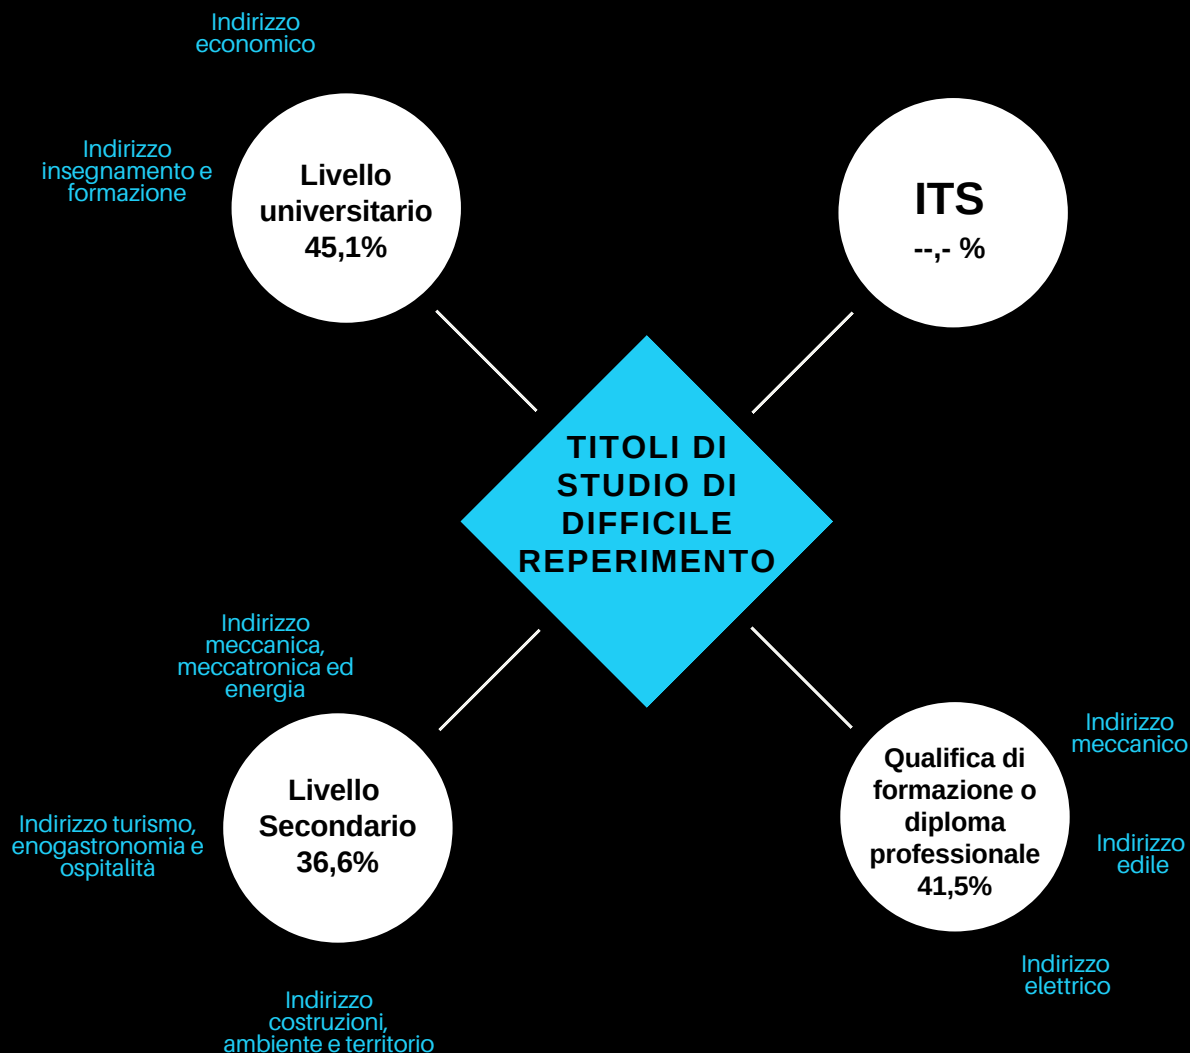 Indirizzo
economico
Indirizzo
insegnamento e
formazione
Livello
universitario
45,1%
ITS
--,- %
TITOLI DI
STUDIO DI
DIFFICILE
REPERIMENTO
Indirizzo
meccanica,
meccatronica ed
energia
Livello
Secondario
36,6%
Indirizzo turismo,
enogastronomia e
ospitalità
Indirizzo
costruzioni,
ambiente e territorio
Qualifica di
formazione o
diploma
professionale
41,5%
Indirizzo
meccanico
Indirizzo
edile
Indirizzo
elettrico